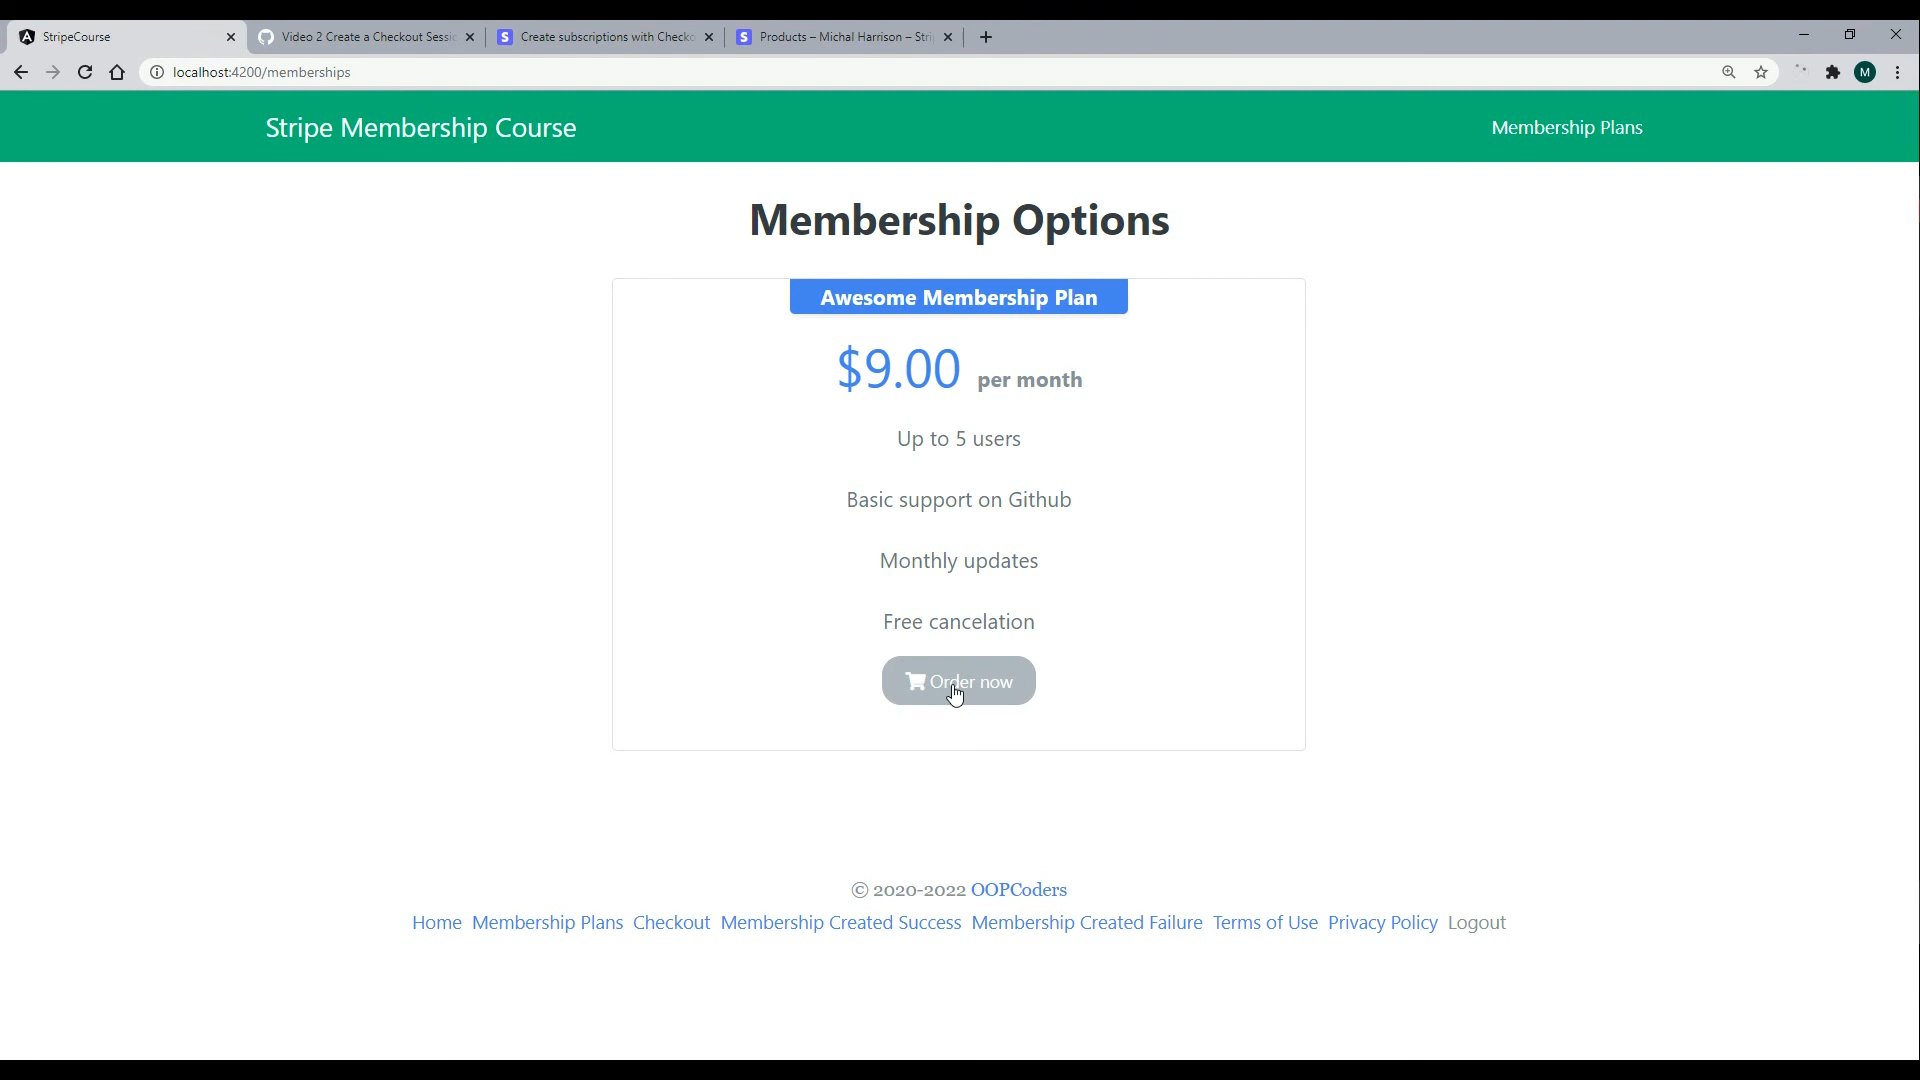 StripeCourse
Video 2 Create a Checkout Sessic
Create subscriptions with Checko
Products – Michal Harrison – Stri
localhost:4200/memberships
M
Stripe Membership Course
Membership Plans
Membership Options
Awesome Membership Plan
$9.00 per month
Up to 5 users
Basic support on Github
Monthly updates
Free cancelation
Order now
© 2020-2022 OOPCoders
Home Membership Plans Checkout Membership Created Success Membership Created Failure Terms of Use Privacy Policy Logout